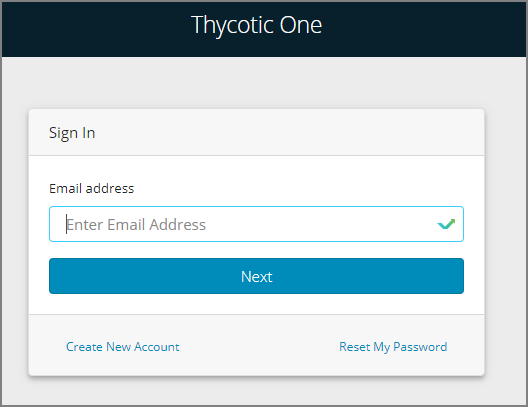 Thycotic One
Sign In
Email address
Enter Email Address
Next
Create New Account
Reset My Password